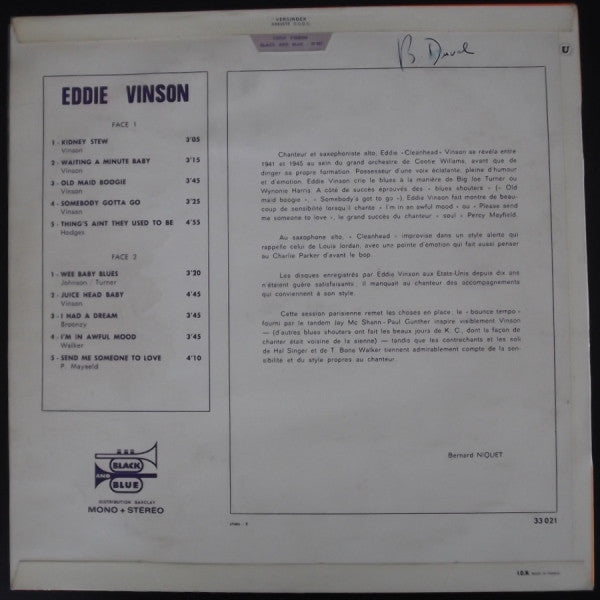 VERSINDER
B. Duval
U
EDDIE VINSON
FACE 1
1 - KIDNEY STEW 3'05
Vinson
2 - WAITING A MINUTE BABY 3'15
Vinson
3 - OLD MAID BOOGIE 3'45
Vinson
4 - SOMEBODY GOTTA GO 3'25
Vinson
5 - THING'S AINT THEY USED TO BE 4'55
Hodges
FACE 2
1 - WEE BABY BLUES 3'20
Johnson / Turner
2 - JUICE HEAD BABY 4'45
Vinson
3 - I HAD A DREAM 3'45
Broonzy
4 - I'M IN AWFUL MOOD 3'45
Walker
5 - SEND ME SOMEONE TO LOVE 4'10
P. Mayseld
Chanteur et saxophoniste alto, Eddie « Cleanhead » Vinson se révéla entre
1941 et 1945 au sein du grand orchestre de Cootie Williams, avant que de
dinger sa propre formation. Possesseur d'une voix éclatante, pleine d'humour
et d'émotion, Eddie Vinson crie le blues à la manière de Big Joe Turner ou
Wynonie Harris. A côté de succès éprouvés des « blues shouters » (« Old
maid boogie », « Somebody's got to go »), Eddie Vinson fait montre de beau-
coup de sensibilité lorsqu'il chante « I'm in an awful mood » ou « Please send
me someone to love », le grand succès du chanteur « soul » Percy Mayfield.
Au saxophone alto, « Cleanhead » improvise dans un style alerte qui
rappelle celui de Louis Jordan, avec une pointe d'émotion qui fait aussi penser
au Charlie Parker d'avant le bop.
Les disques enregistrés par Eddie Vinson aux Etats-Unis depuis dix ans
n'étaient guère satisfaisants ; il manquait au chanteur des accompagnements
qui conviennent à son style.
Cette session parisienne remet les choses en place, le « bounce tempo »
fourni par le tandem Jay Mc Shann - Paul Gunther inspire visiblement Vinson
— (d'autres blues shouters ont fait les beaux jours de K. C., dont la façon de
chanter était voisine de la sienne) — tandis que les contrechants et les soli
de Hal Singer et de T. Bone Walker tiennent admirablement compte de la sen-
sibilité et du style propres au chanteur.
Bernard NIQUET
BLACK
AND
BLUE
DISTRIBUTION BARCLAY
MONO + STÉRÉO
33 021
I.D.N. MADE IN FRANCE